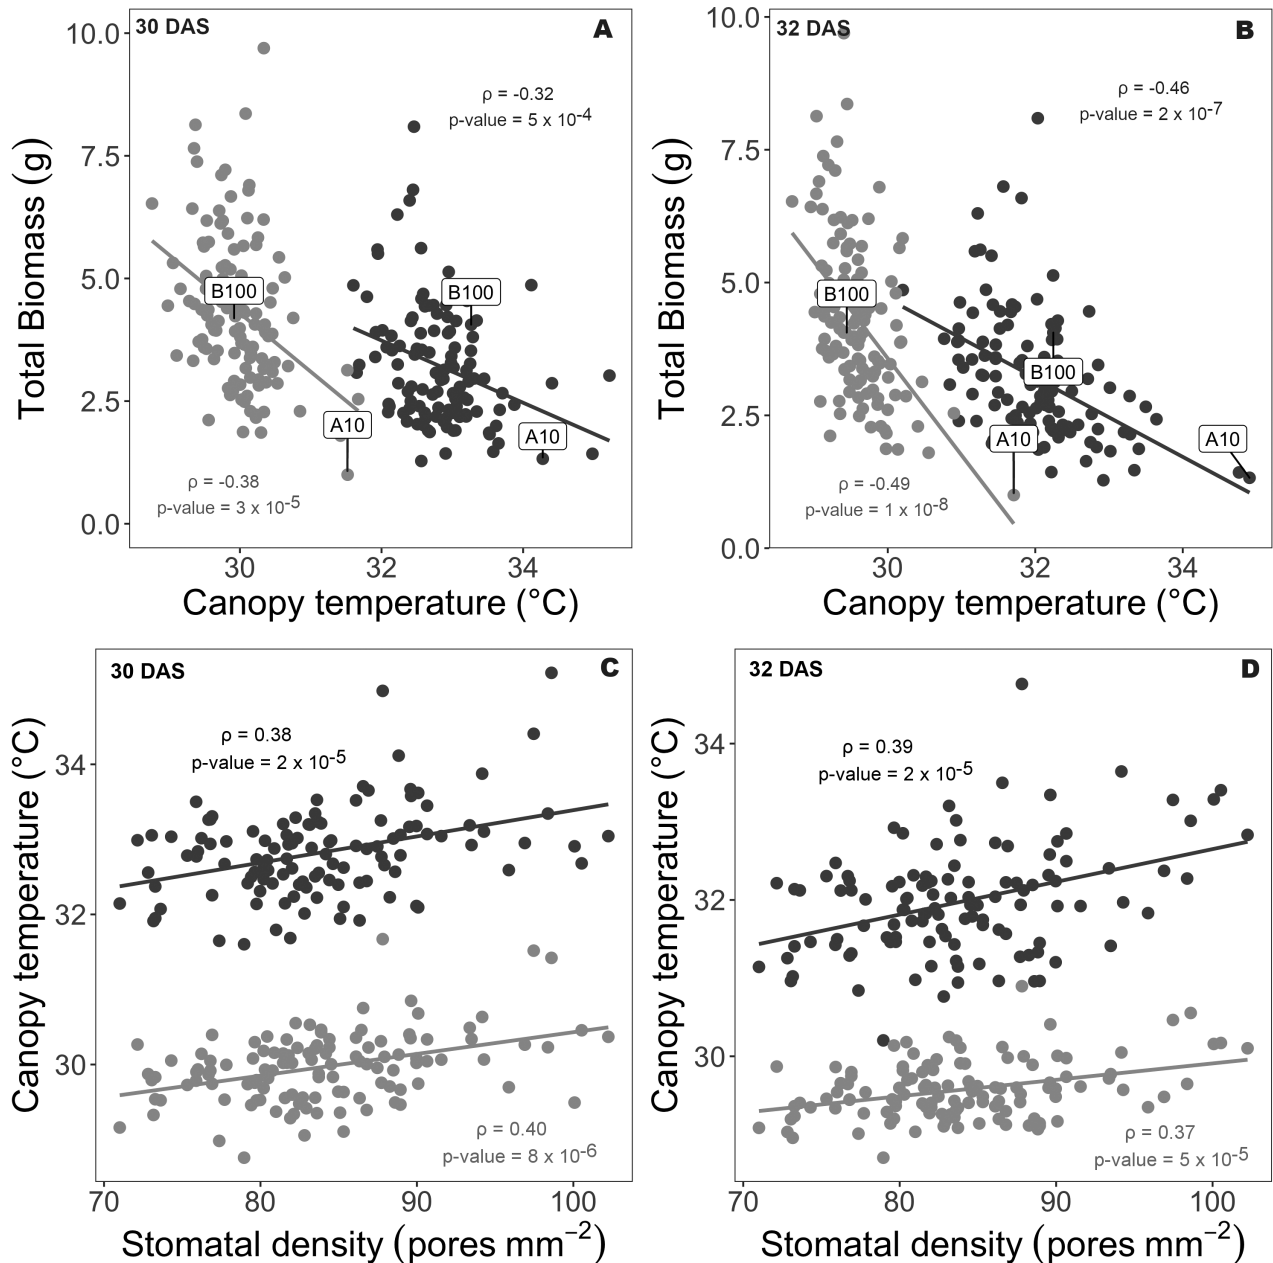 30 DAS
A
ρ = -0.32
p-value = 5 x 10-4
B100
B100
A10
A10
ρ = -0.38
p-value = 3 x 10-5
10.0
7.5
5.0
2.5
0.0
Total Biomass (g)
30 32 34
Canopy temperature (°C)
32 DAS
B
ρ = -0.46
p-value = 2 x 10-7
B100
B100
A10
A10
ρ = -0.49
p-value = 1 x 10-8
10.0
7.5
5.0
2.5
0.0
Total Biomass (g)
30 32 34
Canopy temperature (°C)
30 DAS
C
ρ = 0.38
p-value = 2 x 10-5
ρ = 0.40
p-value = 8 x 10-6
34
32
30
Canopy temperature (°C)
70 80 90 100
Stomatal density (pores mm−2)
32 DAS
D
ρ = 0.39
p-value = 2 x 10-5
ρ = 0.37
p-value = 5 x 10-5
34
32
30
Canopy temperature (°C)
70 80 90 100
Stomatal density (pores mm−2)